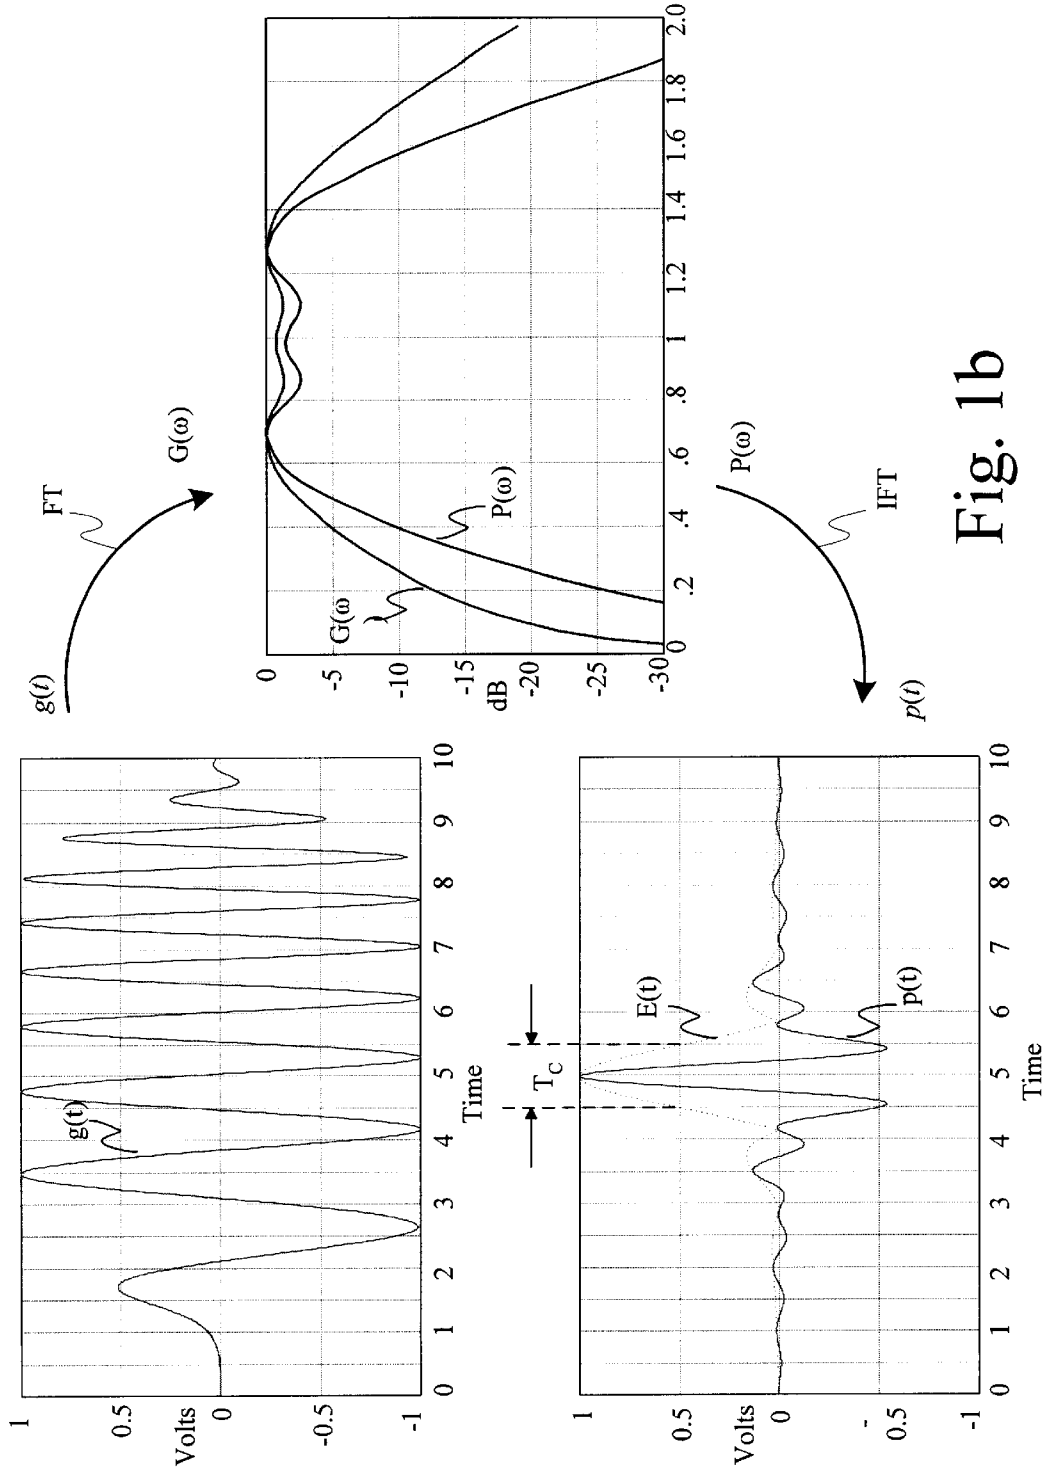 g(t)
FT
G(ω)
1
0.5
Volts
0
-0.5
-1
g(t)
0
1
2
3
4
5
6
7
8
9
10
Time
0
-5
-10
dB
-15
-20
-25
-30
G(ω
)
P(ω)
0
.2
.4
.6
.8
1
1.2
1.4
1.6
1.8
2.0
1
0.5
Volts
0
-
0.5
-1
T_C
E(t)
p(t)
0
1
2
3
4
5
6
7
8
9
10
Time
P(ω)
IFT
p(t)
Fig. 1b